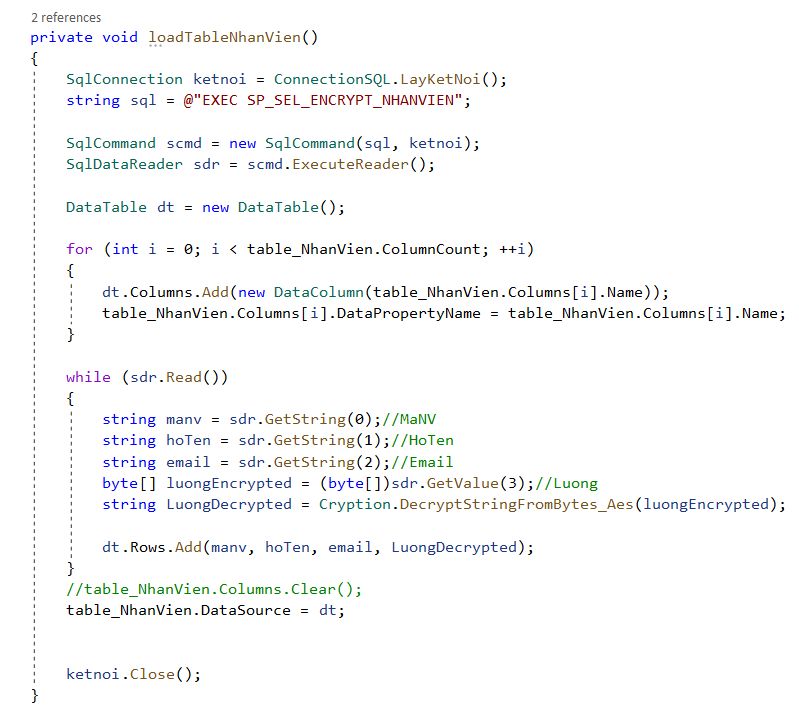 2 references
private void loadTableNhanVien()
{
SqlConnection ketnoi = ConnectionSQL.LayKetNoi();
string sql = @"EXEC SP_SEL_ENCRYPT_NHANVIEN";
SqlCommand scmd = new SqlCommand(sql, ketnoi);
SqlDataReader sdr = scmd.ExecuteReader();
DataTable dt = new DataTable();
for (int i = 0; i < table_NhanVien.ColumnCount; ++i)
{
dt.Columns.Add(new DataColumn(table_NhanVien.Columns[i].Name));
table_NhanVien.Columns[i].DataPropertyName = table_NhanVien.Columns[i].Name;
}
while (sdr.Read())
{
string manv = sdr.GetString(0);//MaNV
string hoTen = sdr.GetString(1);//HoTen
string email = sdr.GetString(2);//Email
byte[] luongEncrypted = (byte[])sdr.GetValue(3);//Luong
string LuongDecrypted = Cryption.DecryptStringFromBytes_Aes(luongEncrypted);
dt.Rows.Add(manv, hoTen, email, LuongDecrypted);
}
//table_NhanVien.Columns.Clear();
table_NhanVien.DataSource = dt;
ketnoi.Close();
}